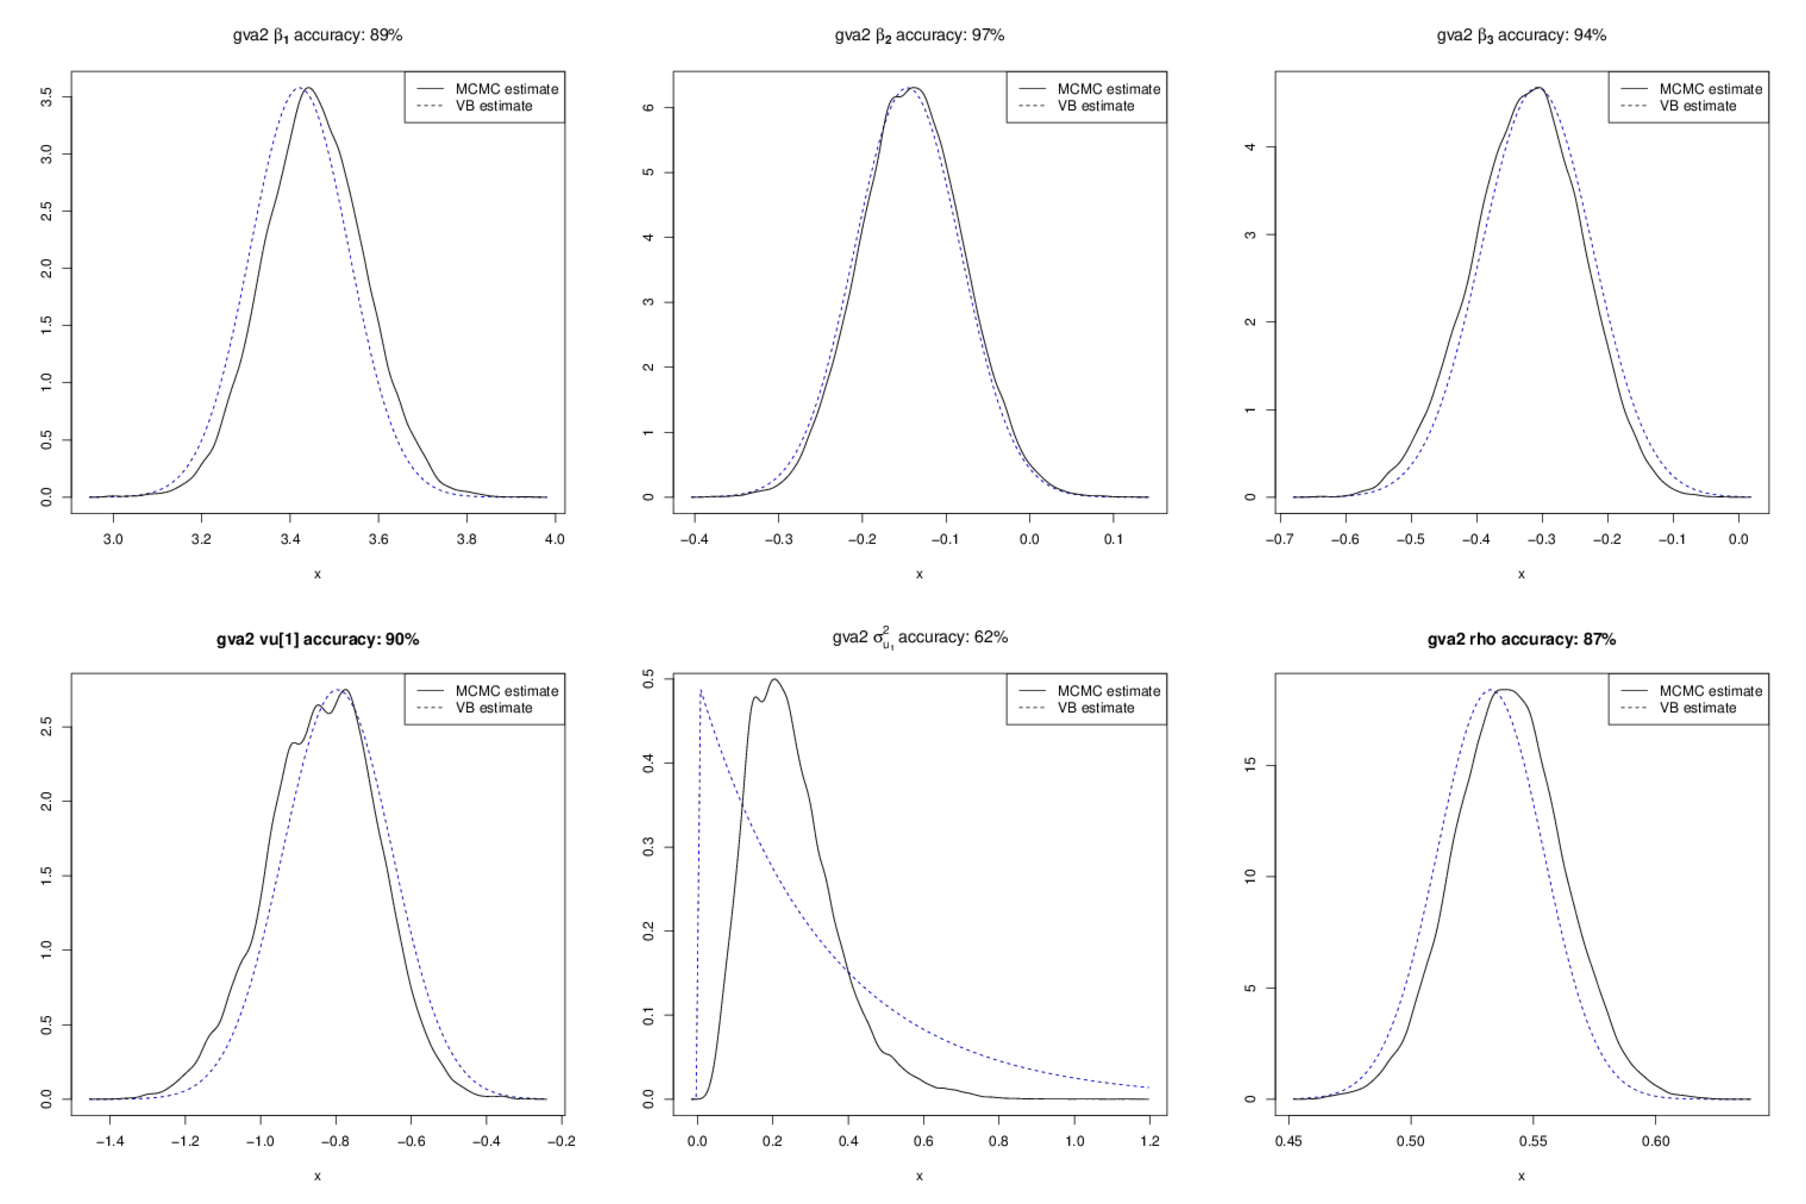 gva2 β₁ accuracy: 89%
MCMC estimate
VB estimate
3.5
3.0
2.5
2.0
1.5
1.0
0.5
0.0
3.0 3.2 3.4 3.6 3.8 4.0
x
gva2 β₂ accuracy: 97%
MCMC estimate
VB estimate
6
5
4
3
2
1
0
−0.4 −0.3 −0.2 −0.1 0.0 0.1
x
gva2 β₃ accuracy: 94%
MCMC estimate
VB estimate
4
3
2
1
0
−0.7 −0.6 −0.5 −0.4 −0.3 −0.2 −0.1 0.0
x
gva2 vu[1] accuracy: 90%
MCMC estimate
VB estimate
2.5
2.0
1.5
1.0
0.5
0.0
−1.4 −1.2 −1.0 −0.8 −0.6 −0.4 −0.2
x
gva2 σ²u₁ accuracy: 62%
MCMC estimate
VB estimate
0.5
0.4
0.3
0.2
0.1
0.0
0.0 0.2 0.4 0.6 0.8 1.0 1.2
x
gva2 rho accuracy: 87%
MCMC estimate
VB estimate
15
10
5
0
0.45 0.50 0.55 0.60
x